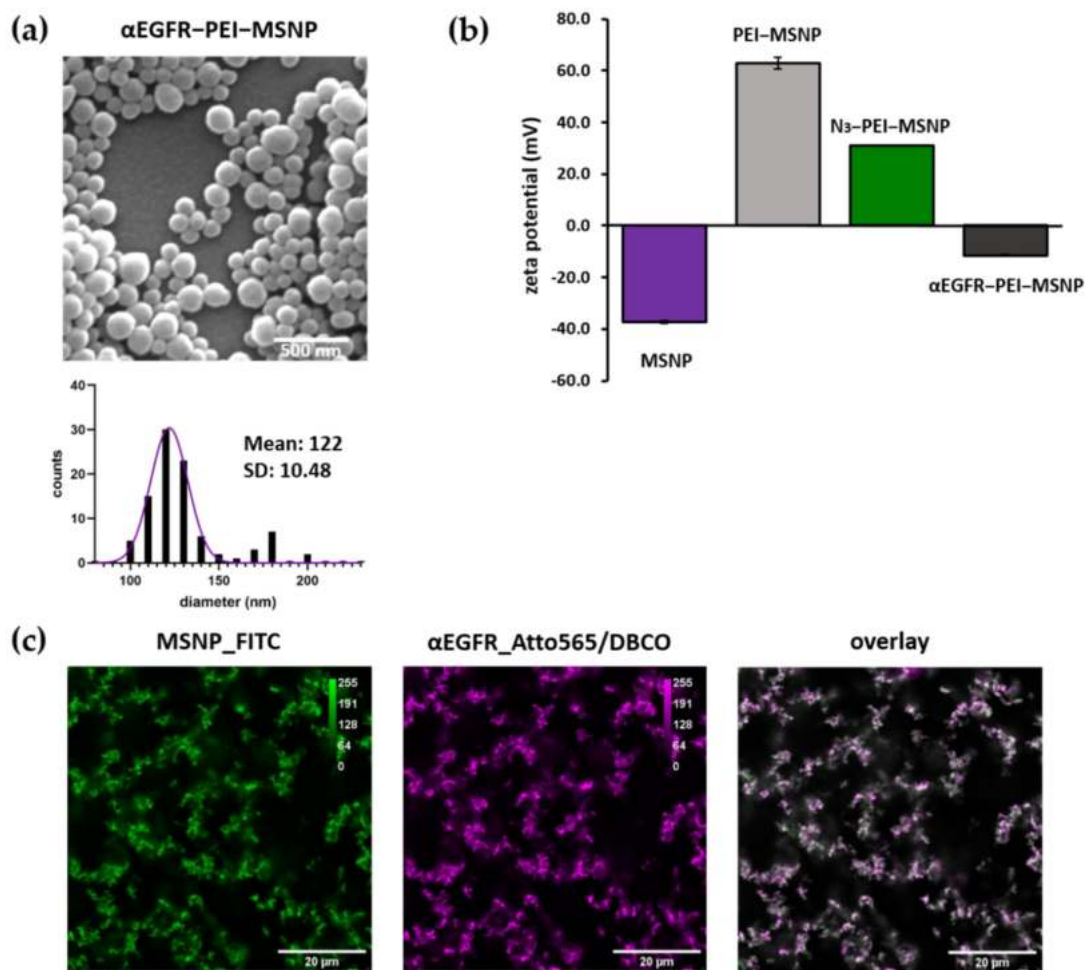 (a)
αEGFR−PEI−MSNP
500 nm
40
30
20
10
0
counts
Mean: 122
SD: 10.48
100
150
200
diameter (nm)
(b)
80.0
60.0
40.0
20.0
0.0
-20.0
-40.0
-60.0
zeta potential (mV)
PEI−MSNP
N₃−PEI−MSNP
αEGFR−PEI−MSNP
MSNP
(c)
MSNP_FITC
255
191
128
64
0
20 µm
αEGFR_Atto565/DBCO
255
191
128
64
0
20 µm
overlay
20 µm